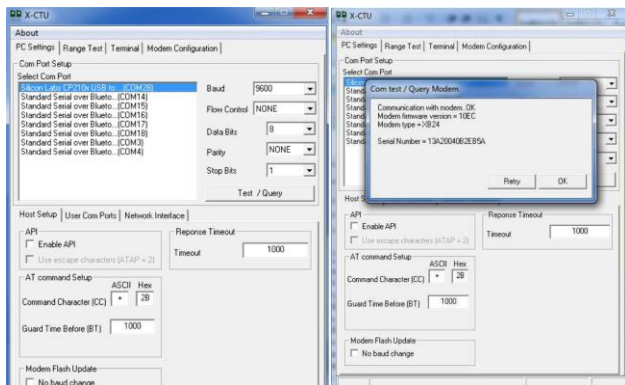 X-CTU
About
PC Settings | Range Test | Terminal | Modem Configuration |
Com Port Setup
Select Com Port
Silicon Labs CP210x USB to...(COM28)
Standard Serial over Blueto...(COM14)
Standard Serial over Blueto...(COM15)
Standard Serial over Blueto...(COM16)
Standard Serial over Blueto...(COM17)
Standard Serial over Blueto...(COM18)
Standard Serial over Blueto...(COM3)
Standard Serial over Blueto...(COM4)
Baud 9600
Flow Control NONE
Data Bits 8
Parity NONE
Stop Bits 1
Test / Query
Host Setup | User Com Ports | Network Interface |
API
Enable API
Use escape characters (ATAP = 2)
Reponse Timeout
Timeout 1000
AT command Setup
ASCII Hex
Command Character (CC) + 2B
Guard Time Before (BT) 1000
Modem Flash Update
No baud change
X-CTU
About
PC Settings | Range Test | Terminal | Modem Configuration |
Com Port Setup
Select Com Port
Com test / Query Modem
Communication with modem..OK
Modem firmware version = 10EC
Modem type = XB24
Serial Number = 13A20040B2EB5A
Retry OK
Host S
API
Enable API
Use escape characters (ATAP = 2)
Reponse Timeout
Timeout 1000
AT command Setup
ASCII Hex
Command Character (CC) + 2B
Guard Time Before (BT) 1000
Modem Flash Update
No baud change